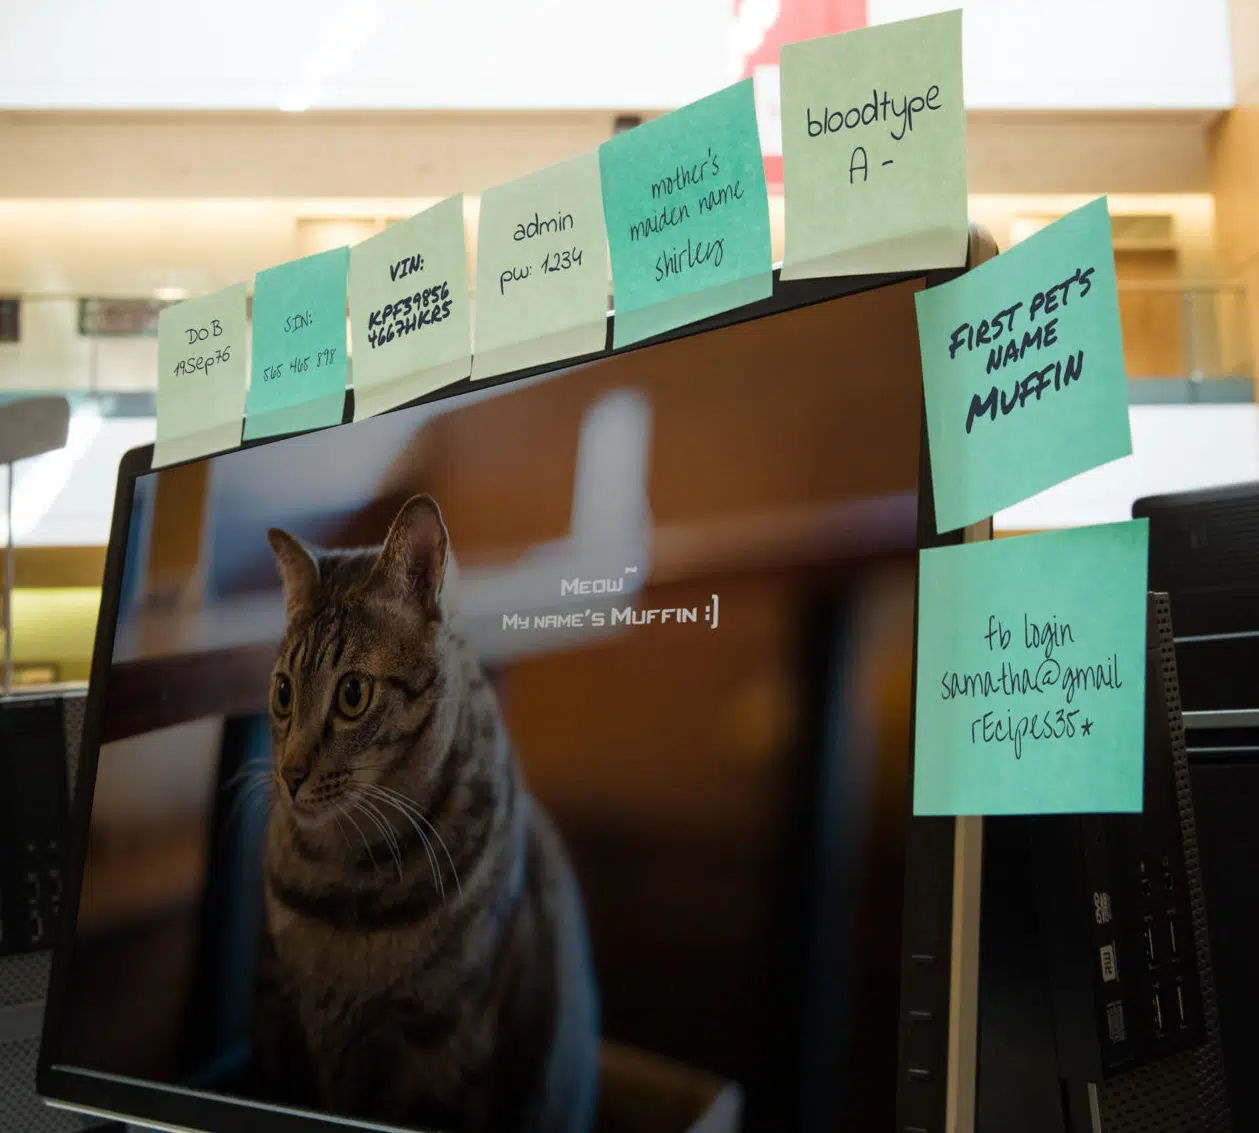 DOB
19Sep76
SIN:
565 465 898
VIN:
KPF39856
4667HKR5
admin
pw: 1234
mother's
maiden name
shirley
bloodtype
A -
FIRST PET'S
NAME
MUFFIN
fb login
samatha@gmail
rEcipes35*
MEOW~
MY NAME'S MUFFIN :]